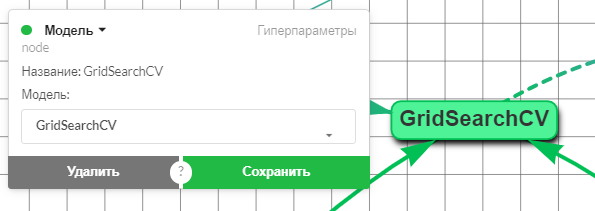 Модель
Гиперпараметры
node
Название: GridSearchCV
Модель:
GridSearchCV
Удалить
?
Сохранить
GridSearchCV